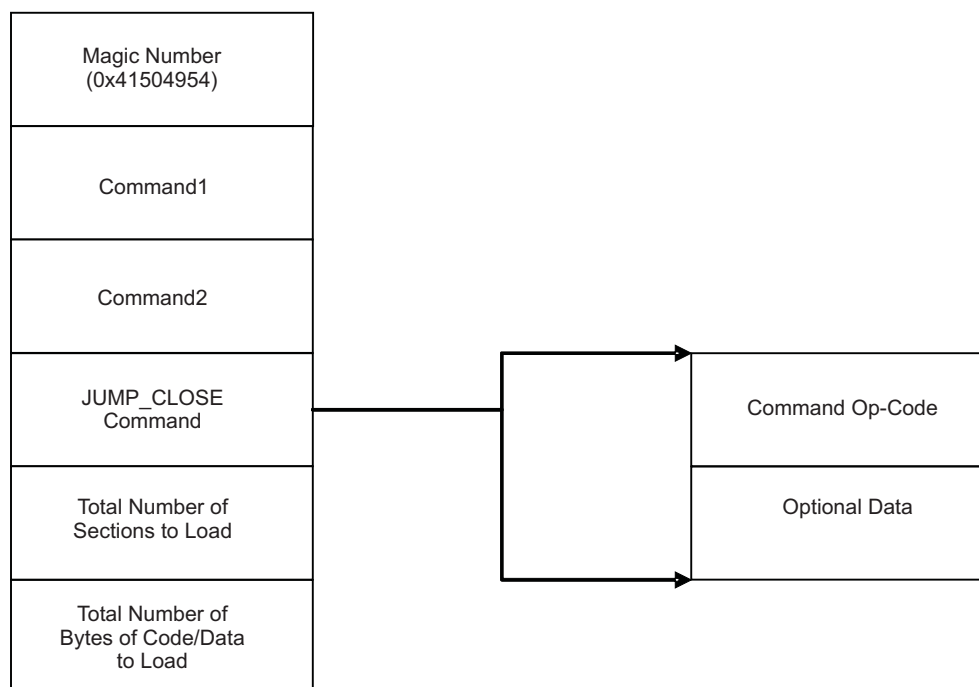 Magic Number
(0x41504954)
Command1
Command2
JUMP_CLOSE
Command
Total Number of
Sections to Load
Total Number of
Bytes of Code/Data
to Load
Command Op-Code
Optional Data